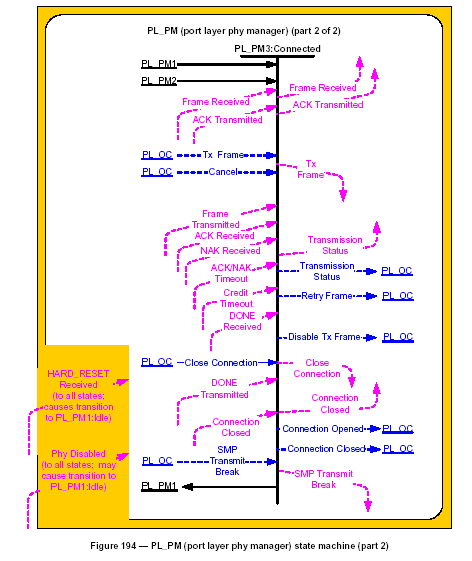 PL_PM (port layer phy manager) (part 2 of 2)
PL_PM3:Connected
PL_PM1
PL_PM2
Frame Received
Frame Received
ACK Transmitted
ACK Transmitted
PL_OC
Tx Frame
PL_OC
Cancel
Tx
Frame
Frame
Transmitted
ACK Received
NAK Received
Transmission
Status
ACK/NAK
Timeout
Transmission
Status
PL_OC
Credit
Timeout
Retry Frame
PL_OC
DONE
Received
Disable Tx Frame
PL_OC
PL_OC
Close Connection
Close
Connection
HARD_RESET
Received
(to all states;
causes transition
to PL_PM1:Idle)
DONE
Transmitted
Connection
Closed
Connection
Closed
Connection Opened
PL_OC
Connection Closed
PL_OC
Phy Disabled
(to all states; may
cause transition to
PL_PM1:Idle)
PL_OC
SMP
Transmit
Break
SMP Transmit
Break
PL_PM1
Figure 194 — PL_PM (port layer phy manager) state machine (part 2)